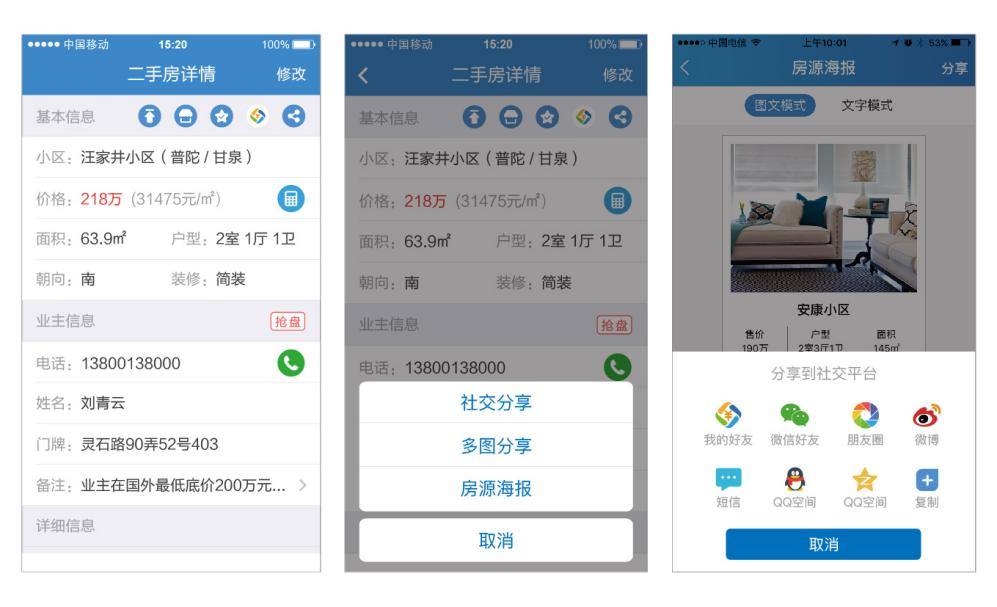 中国移动 15:20 100%
二手房详情 修改
基本信息
小区：汪家井小区（普陀/甘泉）
价格：218万（31475元/㎡）
面积：63.9㎡ 户型：2室 1厅 1卫
朝向：南 装修：简装
业主信息 抢盘
电话：13800138000
姓名：刘青云
门牌：灵石路90弄52号403
备注：业主在国外最低底价200万元...
详细信息
中国移动 15:20 100%
二手房详情 修改
基本信息
小区：汪家井小区（普陀/甘泉）
价格：218万（31475元/㎡）
面积：63.9㎡ 户型：2室 1厅 1卫
朝向：南 装修：简装
业主信息 抢盘
电话：13800138000
社交分享
多图分享
房源海报
取消
中国电信 上午10:01 53%
房源海报 分享
图文模式 文字模式
安康小区
售价 户型 面积
190万 2室3厅1卫 145㎡
分享到社交平台
我的好友 微信好友 朋友圈 微博
短信 QQ空间 QQ空间 复制
取消